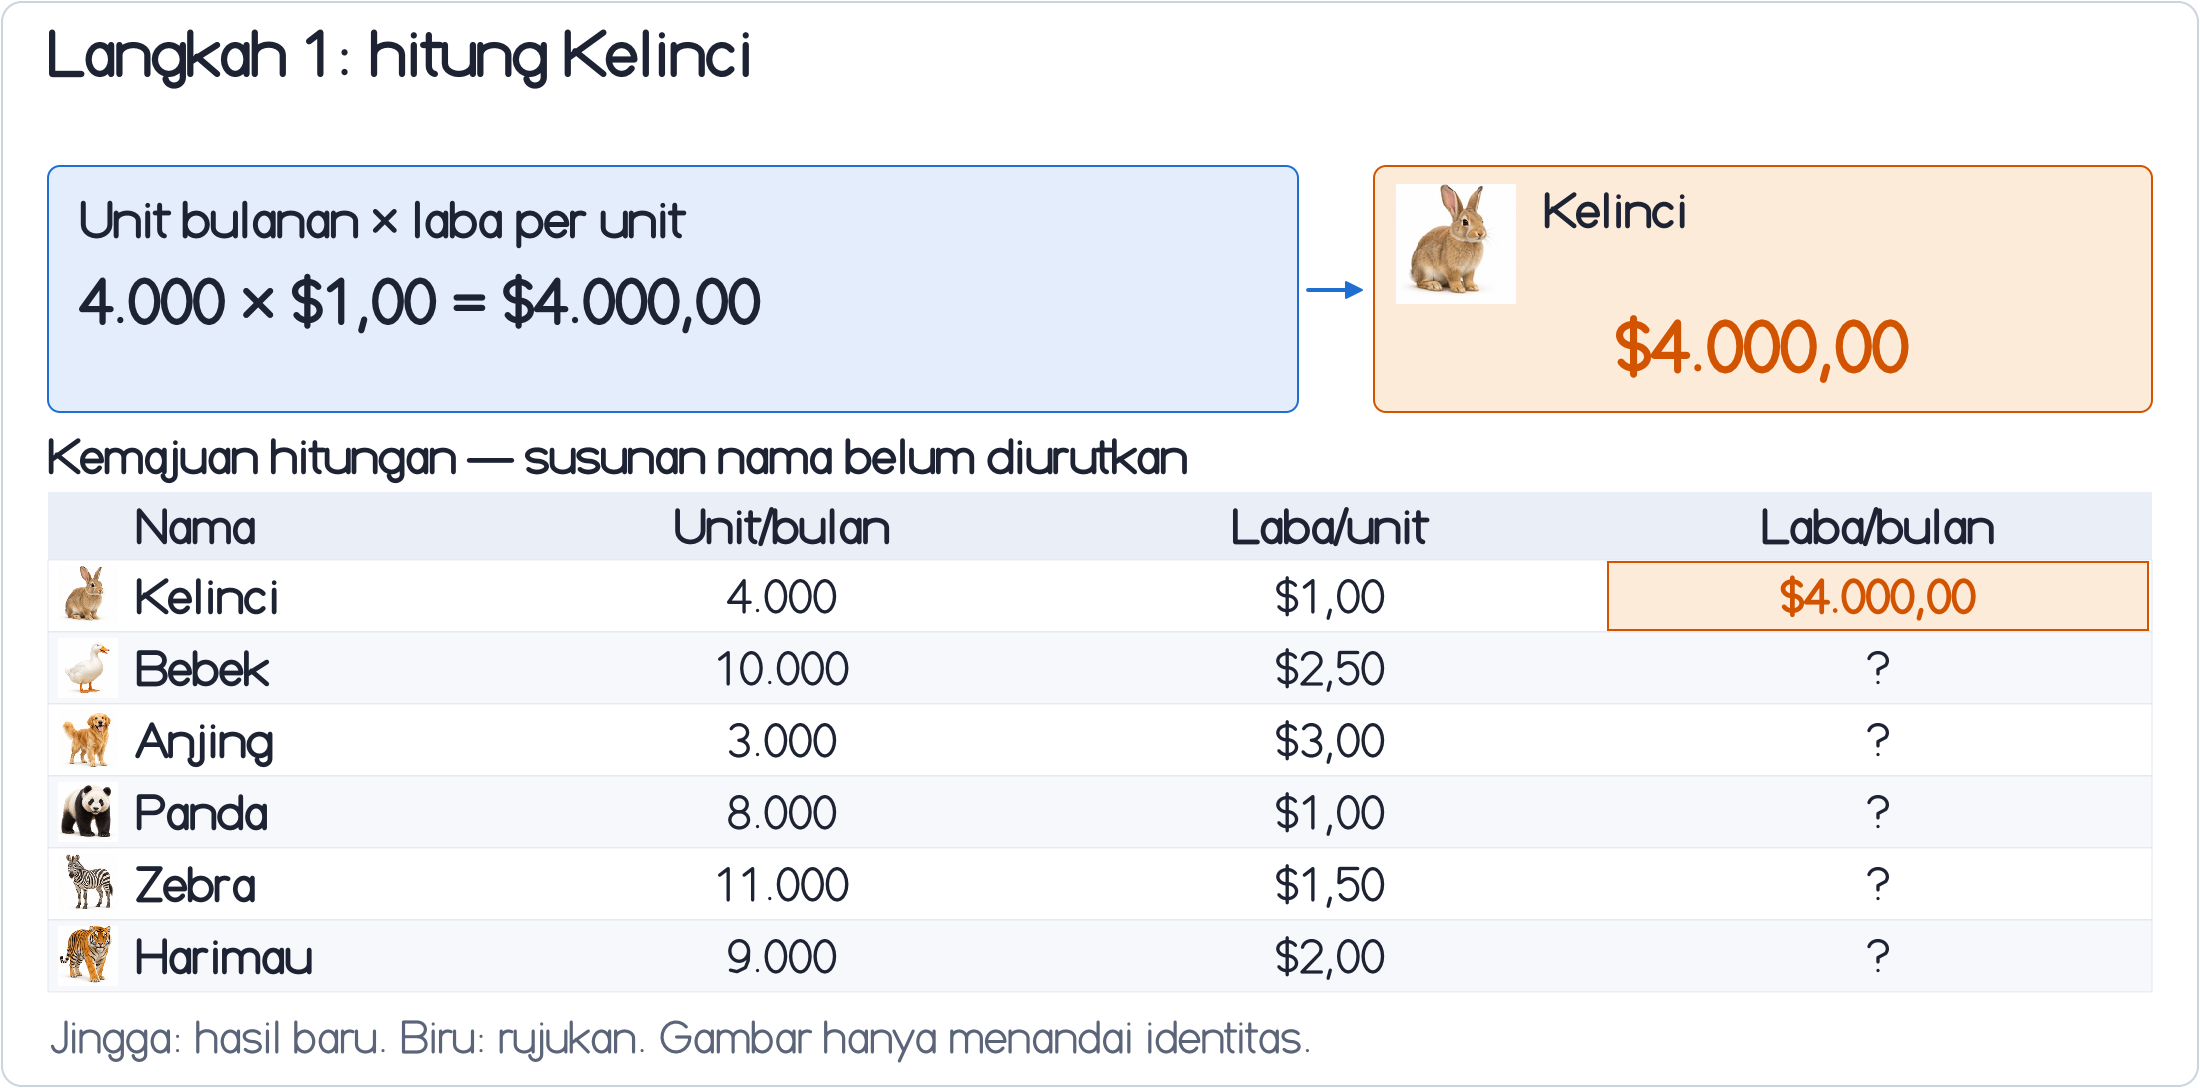 Langkah 1: hitung Kelinci
Unit bulanan × laba per unit
4.000 × $1,00 = $4.000,00
Kelinci
$4.000,00
Kemajuan hitungan — susunan nama belum diurutkan
Nama Unit/bulan Laba/unit Laba/bulan
Kelinci 4.000 $1,00 $4.000,00
Bebek 10.000 $2,50 ?
Anjing 3.000 $3,00 ?
Panda 8.000 $1,00 ?
Zebra 11.000 $1,50 ?
Harimau 9.000 $2,00 ?
Jingga: hasil baru. Biru: rujukan. Gambar hanya menandai identitas.